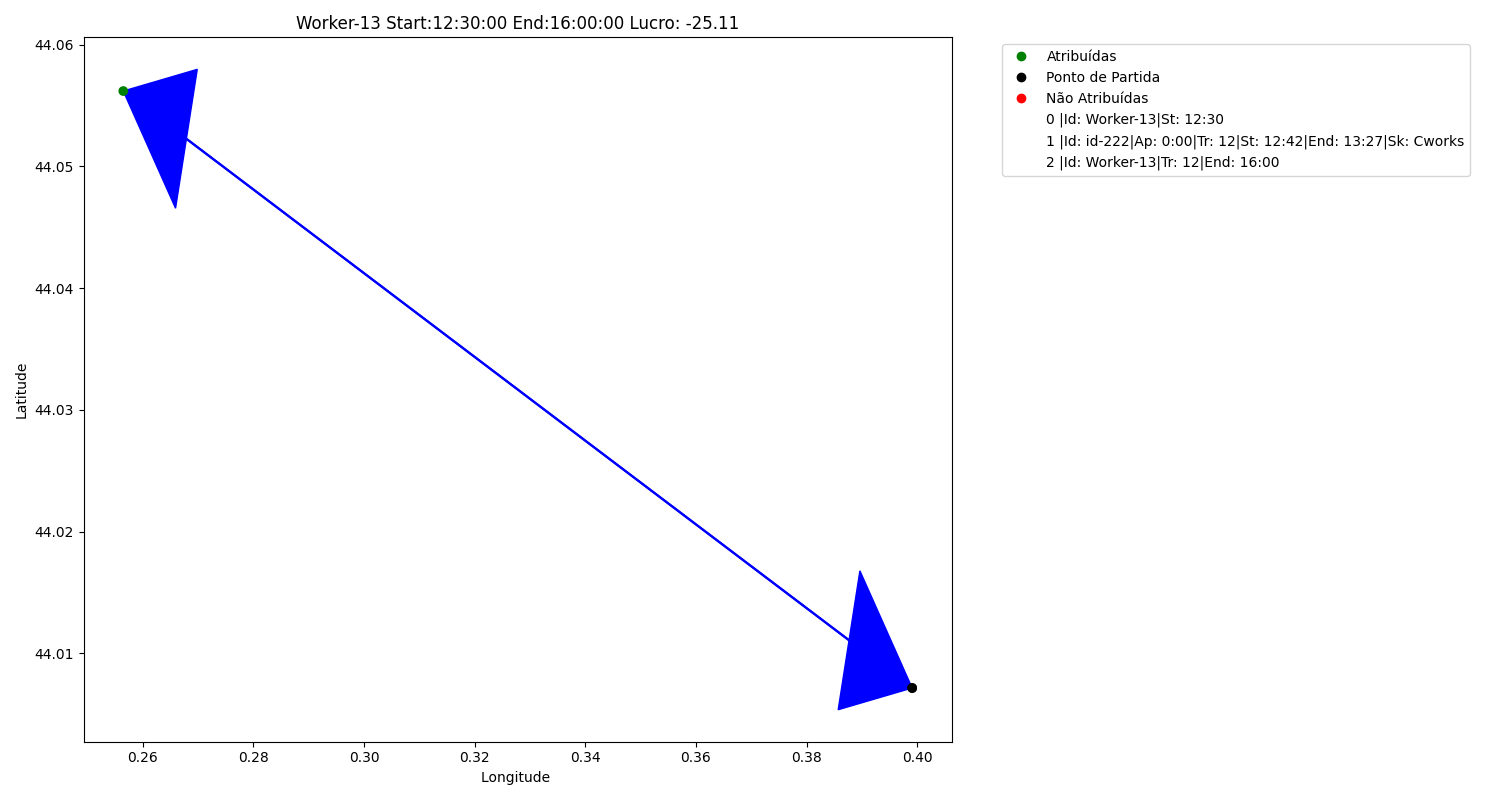 Worker-13 Start:12:30:00 End:16:00:00 Lucro: -25.11
44.06
44.05
44.04
44.03
44.02
44.01
Latitude
0.26 0.28 0.30 0.32 0.34 0.36 0.38 0.40
Longitude
Atribuídas
Ponto de Partida
Não Atribuídas
0 |Id: Worker-13|St: 12:30
1 |Id: id-222|Ap: 0:00|Tr: 12|St: 12:42|End: 13:27|Sk: Cworks
2 |Id: Worker-13|Tr: 12|End: 16:00